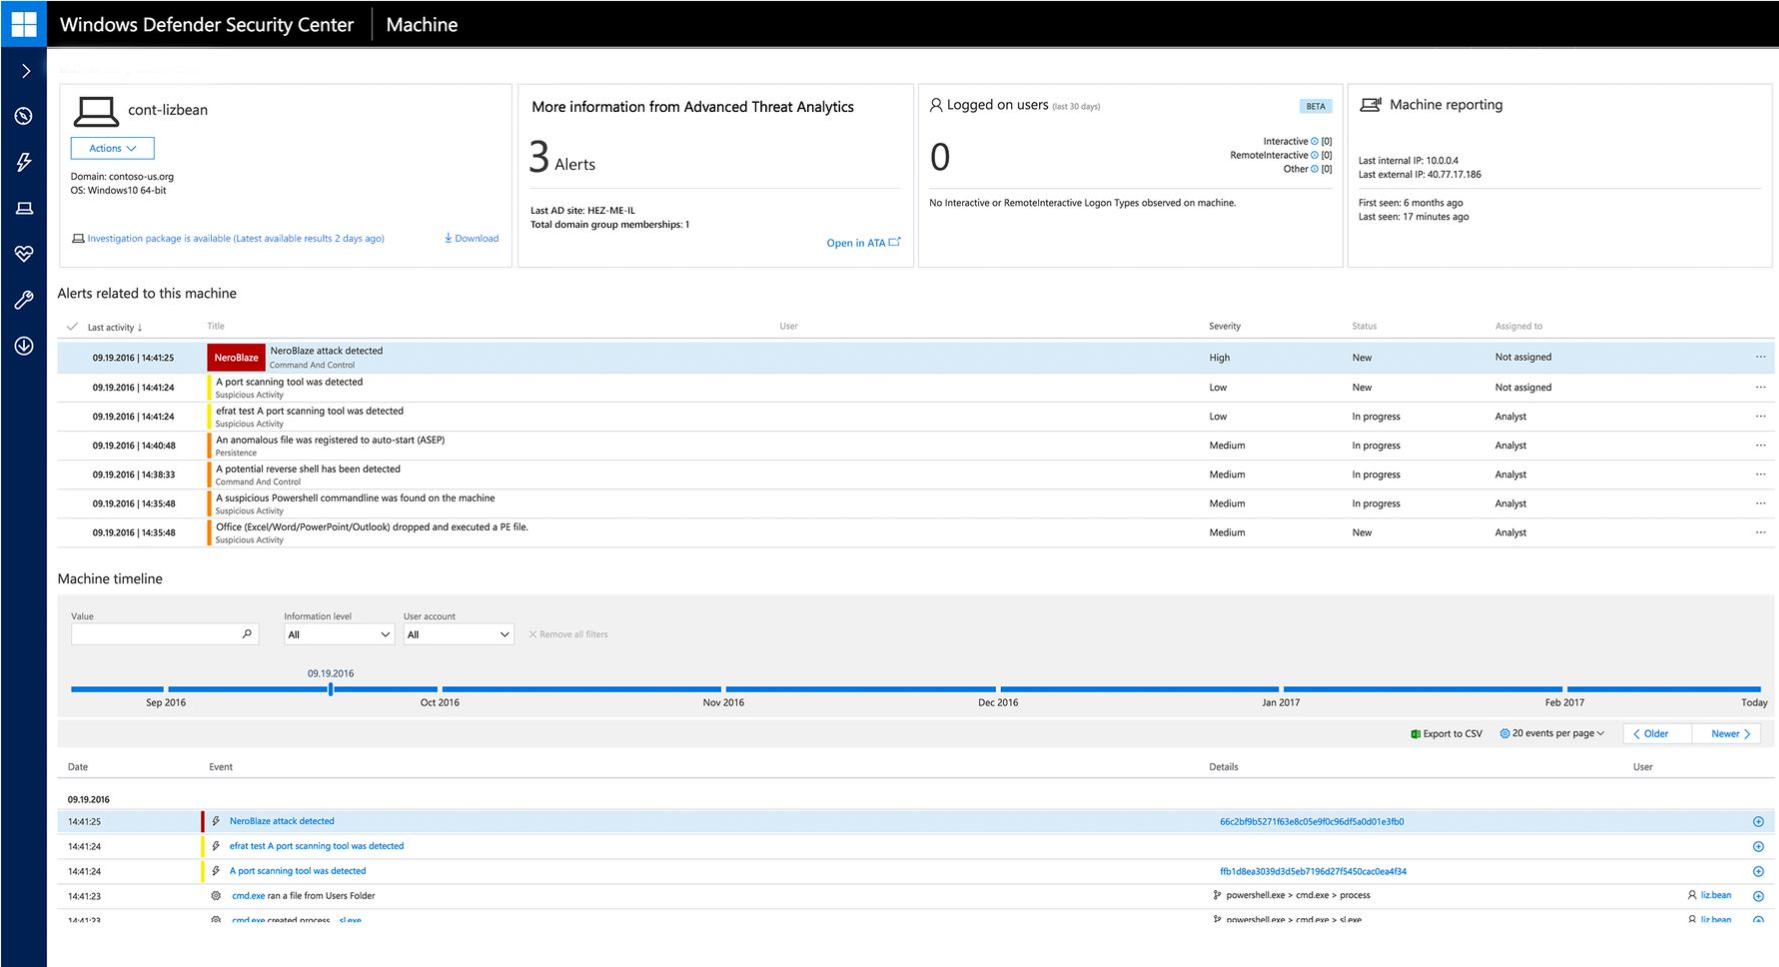 Windows Defender Security Center | Machine
cont-lizbean
Actions
Domain: contoso-us.org
OS: Windows10 64-bit
Investigation package is available (Latest available results 2 days ago) Download
More information from Advanced Threat Analytics
3 Alerts
Last AD site: HEZ-ME-IL
Total domain group memberships: 1
Open in ATA
Logged on users (last 30 days) BETA
0
Interactive [0]
RemoteInteractive [0]
Other [0]
No Interactive or RemoteInteractive Logon Types observed on machine.
Machine reporting
Last internal IP: 10.0.0.4
Last external IP: 40.77.17.186
First seen: 6 months ago
Last seen: 17 minutes ago
Alerts related to this machine
Last activity ↓ Title User Severity Status Assigned to
09.19.2016 | 14:41:25 NeroBlaze NeroBlaze attack detected High New Not assigned ...
Command And Control
09.19.2016 | 14:41:24 A port scanning tool was detected Low New Not assigned ...
Suspicious Activity
09.19.2016 | 14:41:24 efrat test A port scanning tool was detected Low In progress Analyst ...
Suspicious Activity
09.19.2016 | 14:40:48 An anomalous file was registered to auto-start (ASEP) Medium In progress Analyst ...
Persistence
09.19.2016 | 14:38:33 A potential reverse shell has been detected Medium In progress Analyst ...
Command And Control
09.19.2016 | 14:35:48 A suspicious Powershell commandline was found on the machine Medium In progress Analyst ...
Suspicious Activity
09.19.2016 | 14:35:48 Office (Excel/Word/PowerPoint/Outlook) dropped and executed a PE file. Medium New Analyst ...
Suspicious Activity
Machine timeline
Value Information level User account
All All Remove all filters
09.19.2016
Sep 2016 Oct 2016 Nov 2016 Dec 2016 Jan 2017 Feb 2017 Today
Export to CSV 20 events per page Older Newer
Date Event Details User
09.19.2016
14:41:25 NeroBlaze attack detected 66c2bf9b5271f63e8c05e9f0c96df5a0d01e3fb0
14:41:24 efrat test A port scanning tool was detected
14:41:24 A port scanning tool was detected ffb1d8ea3039d3d5eb7196d27f5450cac0ea4f34
14:41:23 cmd.exe ran a file from Users Folder powershell.exe > cmd.exe > process liz.bean
14:41:23 cmd.exe created process sl.exe powershell.exe > cmd.exe > sl.exe liz.bean